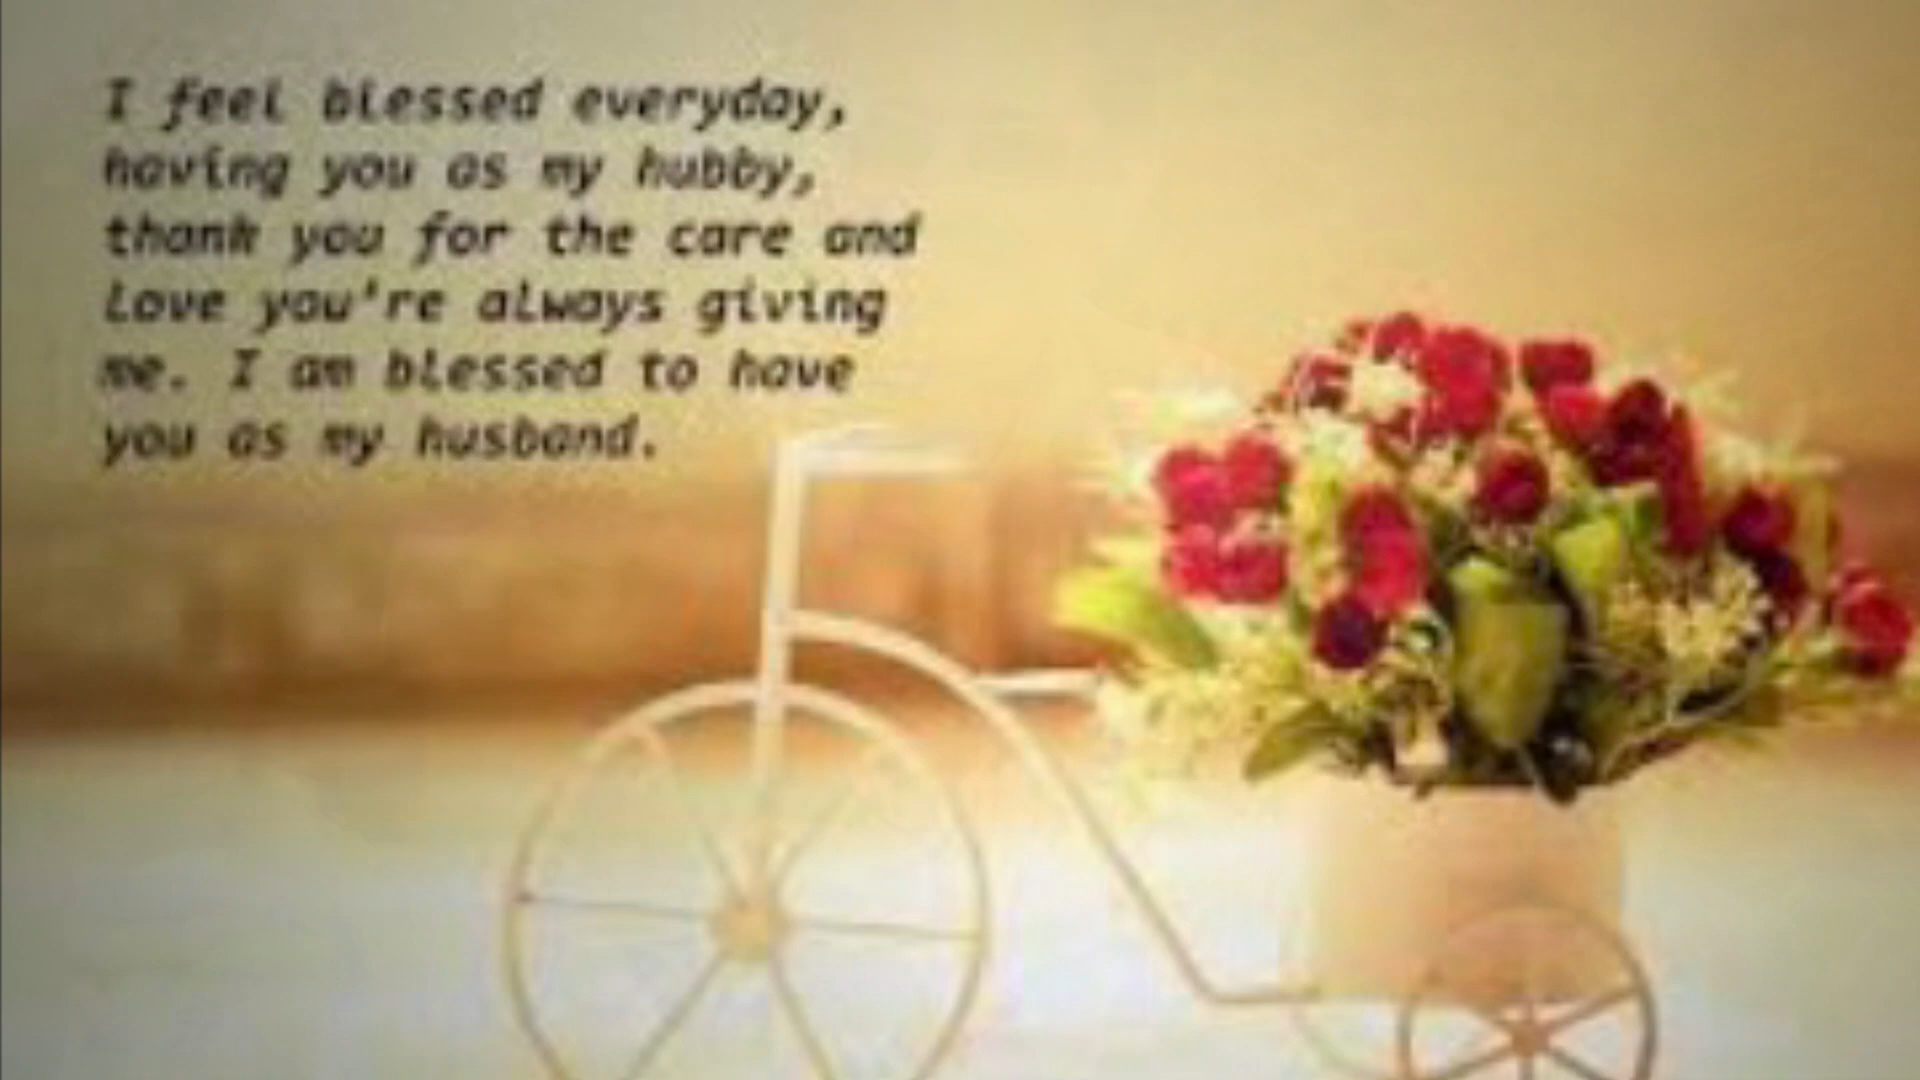 I feel blessed everyday,
having you as my hubby,
thank you for the care and
love you're always giving
me. I am blessed to have
you as my husband.